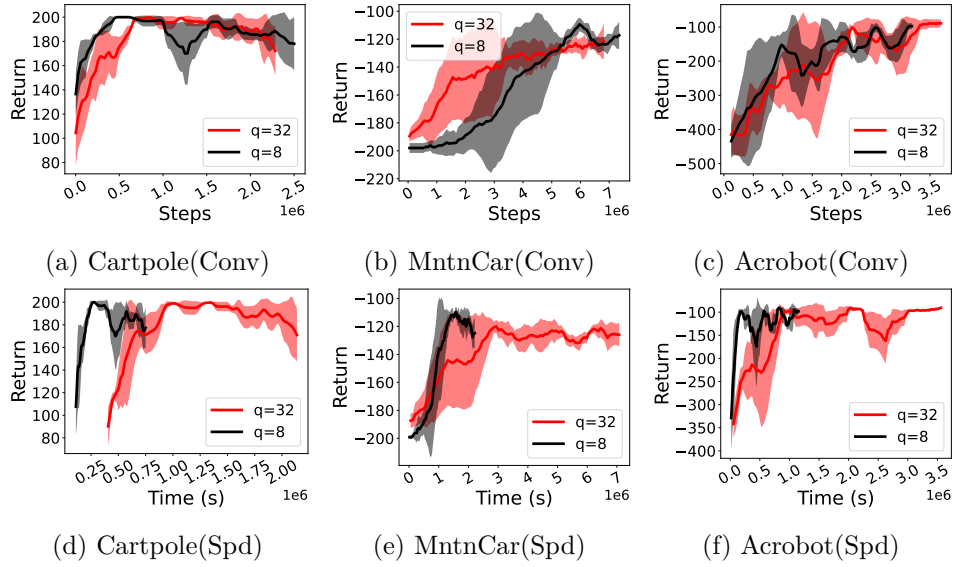 200
180
160
140
120
100
80
Return
q=32
q=8
0.0 0.5 1.0 1.5 2.0 2.5
Steps 1e6
(a) Cartpole(Conv)
−100
−120
−140
−160
−180
−200
−220
Return
q=32
q=8
0 1 2 3 4 5 6 7
Steps 1e6
(b) MntnCar(Conv)
−100
−200
−300
−400
−500
Return
q=32
q=8
0.0 0.5 1.0 1.5 2.0 2.5 3.0 3.5
Steps 1e6
(c) Acrobot(Conv)
200
180
160
140
120
100
80
Return
q=32
q=8
0.25 0.50 0.75 1.00 1.25 1.50 1.75 2.00
Time (s) 1e6
(d) Cartpole(Spd)
−100
−120
−140
−160
−180
−200
Return
q=32
q=8
0 1 2 3 4 5 6 7
Time (s) 1e6
(e) MntnCar(Spd)
−50
−100
−150
−200
−250
−300
−350
−400
Return
q=32
q=8
0.0 0.5 1.0 1.5 2.0 2.5 3.0 3.5
Time (s) 1e6
(f) Acrobot(Spd)